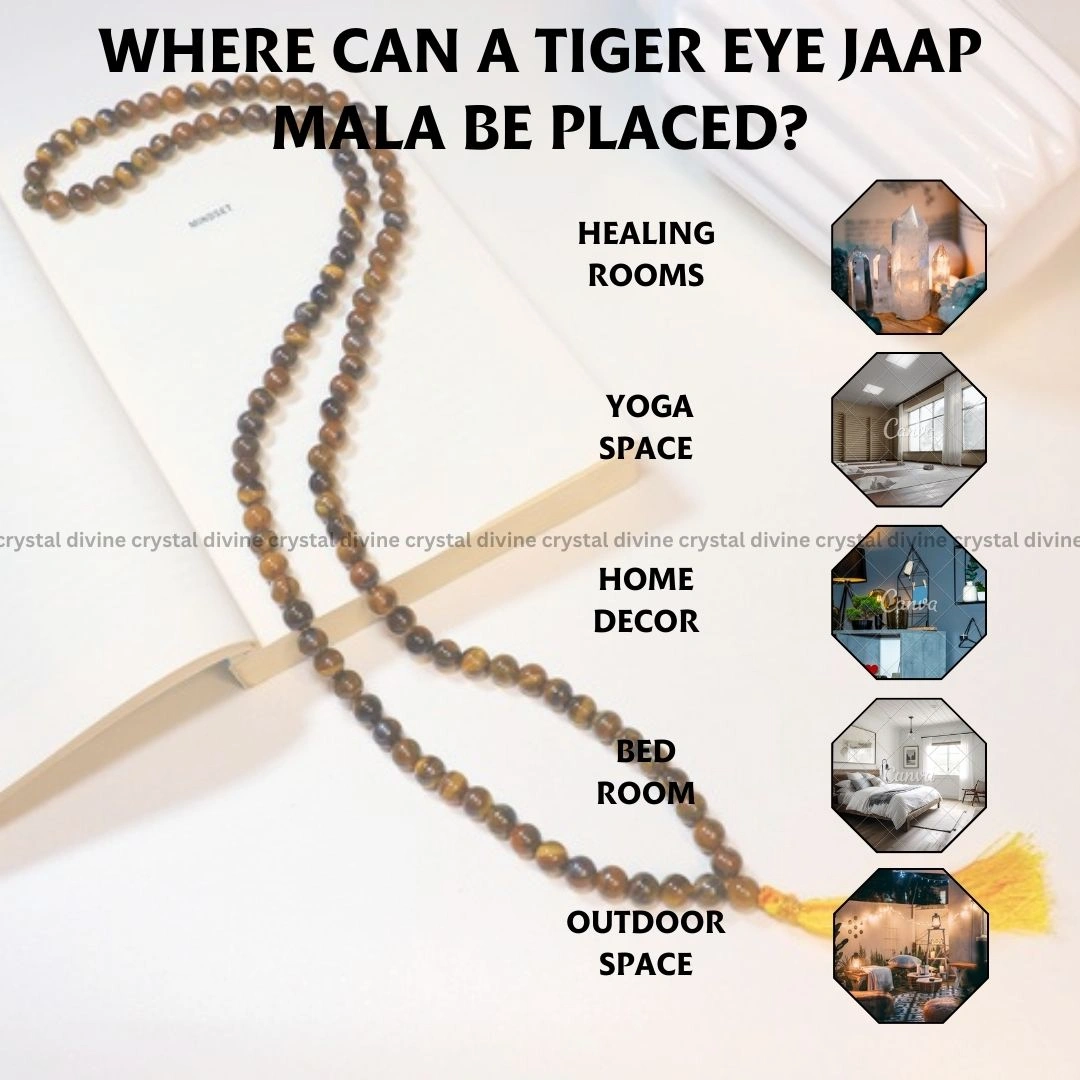 WHERE CAN A TIGER EYE JAAP
MALA BE PLACED?
MINDSET
HEALING
ROOMS
YOGA
SPACE
Canva
crystal divine crystal divine crystal divine crystal divine crystal divine crystal divine crystal divine crystal divine
HOME
DECOR
Canva
BED
ROOM
Canva
OUTDOOR
SPACE